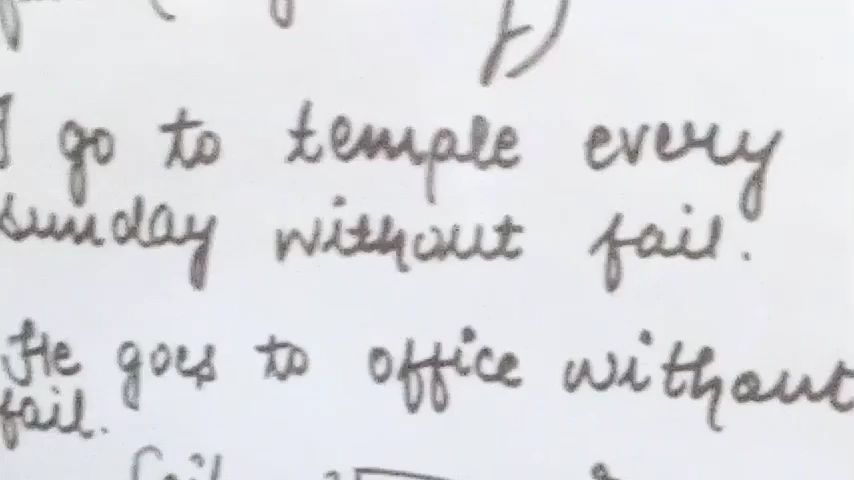 I go to temple every
sunday without fail.
He goes to office without
fail.